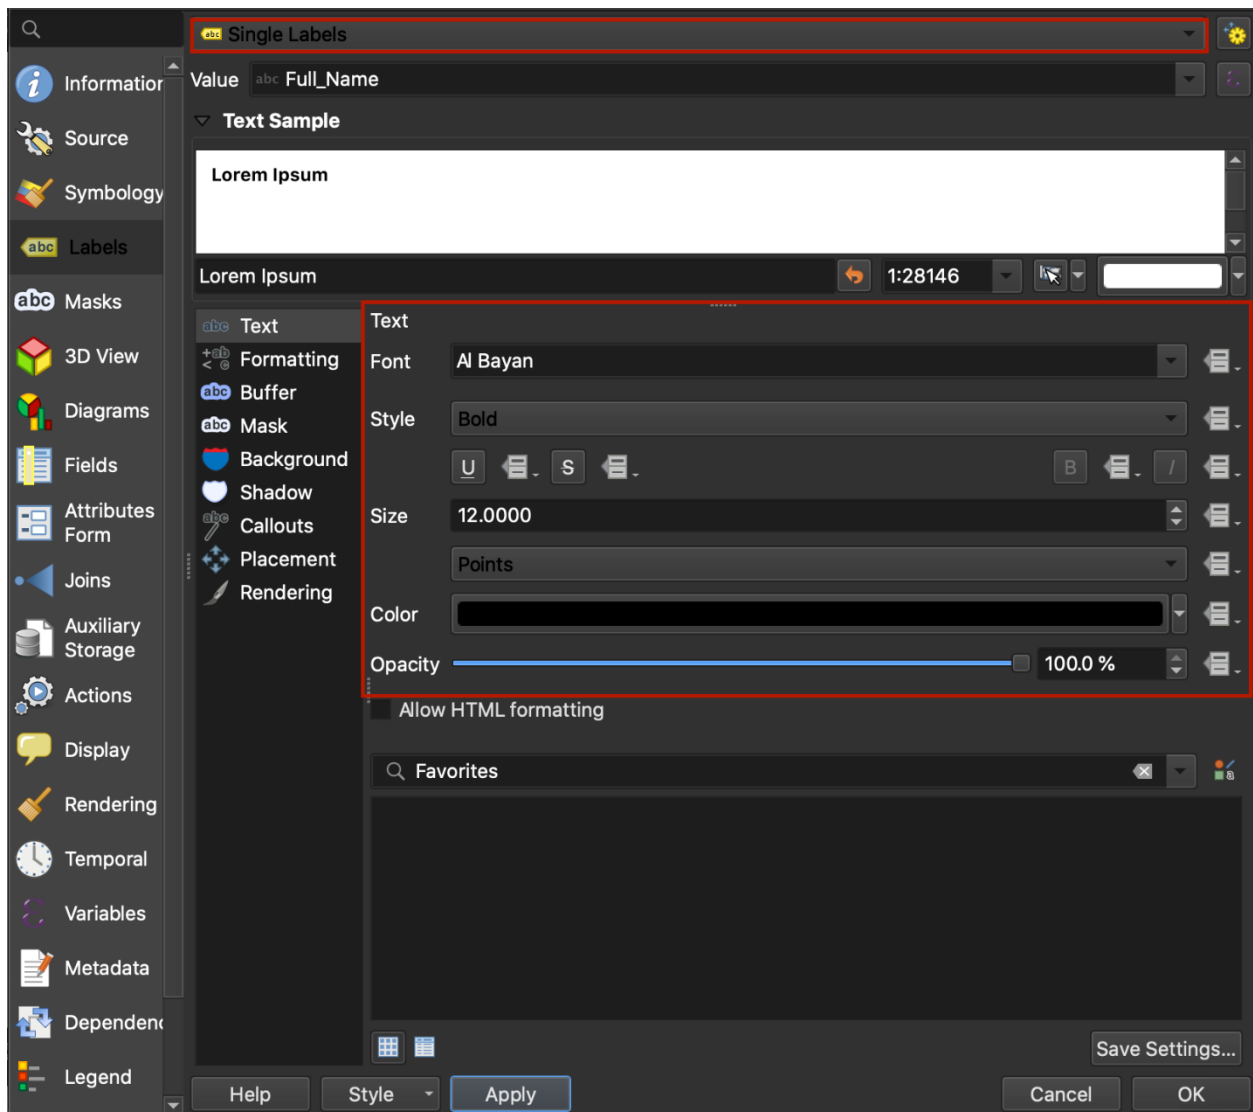 Single Labels
Information
Value abc Full_Name
Text Sample
Source
Lorem Ipsum
Symbology
abc Labels
Lorem Ipsum 1:28146
abc Masks
Text
abc Text
3D View
+ab < c Formatting
Font Al Bayan
abc Buffer
Diagrams
Style Bold
abc Mask
Fields
Background
U S B I
Shadow
Attributes Form
Size 12.0000
abc Callouts
Placement
Points
Joins
Rendering
Color
Auxiliary Storage
Opacity 100.0 %
Actions
Allow HTML formatting
Display
Favorites
Rendering
Temporal
Variables
Metadata
Dependenc
Save Settings...
Legend
Help Style Apply Cancel OK